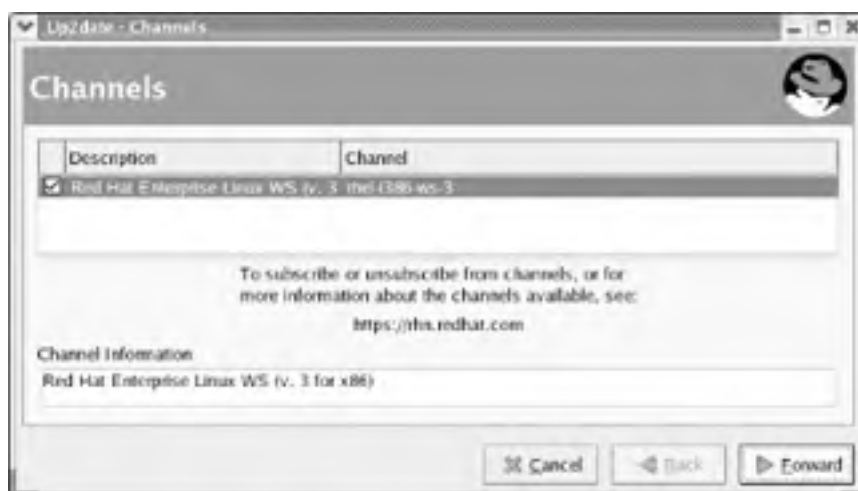 Up2date - Channels
Channels
Description Channel
Red Hat Enterprise Linux WS (v. 3 rhel-i386-ws-3
To subscribe or unsubscribe from channels, or for
more information about the channels available, see:
https://rhn.redhat.com
Channel Information
Red Hat Enterprise Linux WS (v. 3 for x86)
Cancel Back Forward